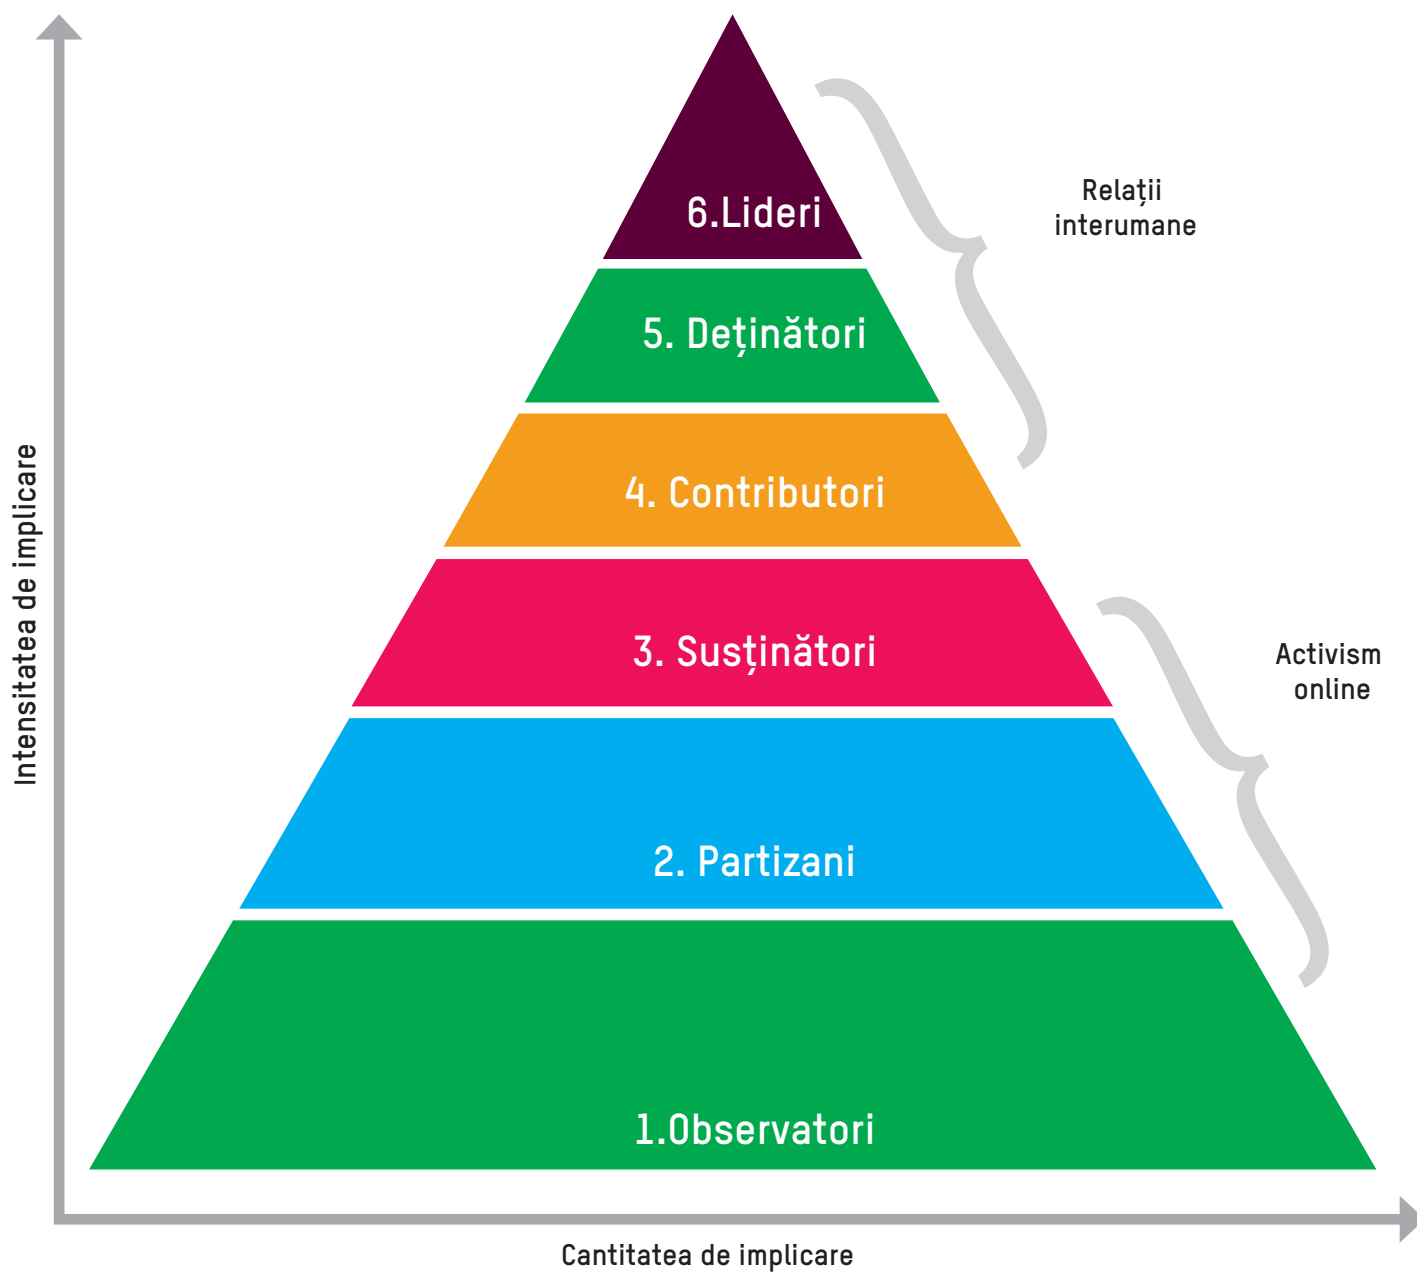 6.Lideri
Relații
interumane
5. Deținători
4. Contributori
Intensitatea de implicare
3. Susținători
Activism
online
2. Partizani
1.Observatori
Cantitatea de implicare